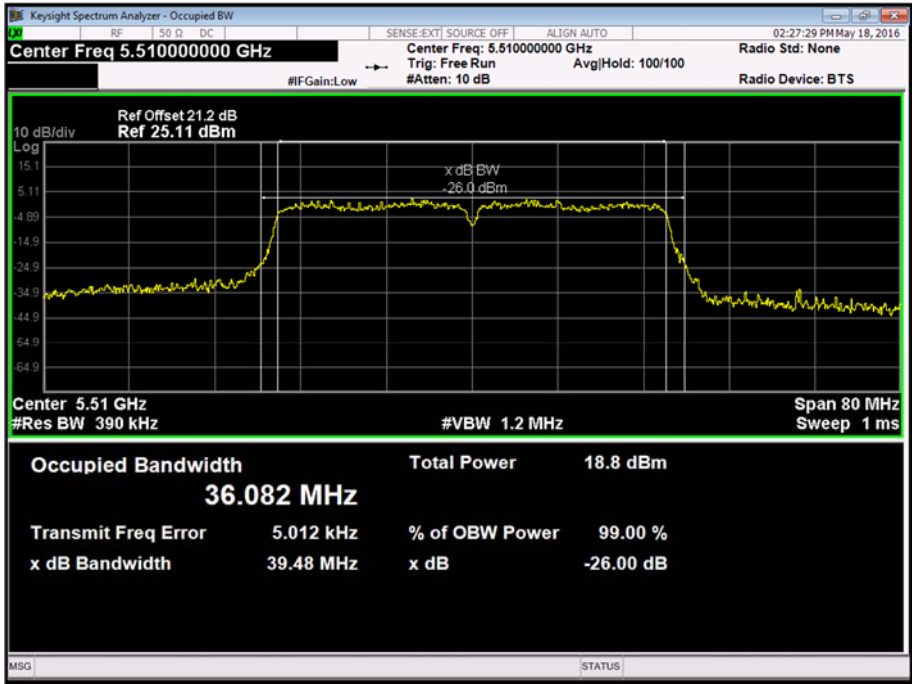 Keysight Spectrum Analyzer - Occupied BW
LXI
RF 50 Ω DC SENSE:EXT SOURCE OFF ALIGN AUTO 02:27:29 PM May 18, 2016
Center Freq 5.510000000 GHz Center Freq: 5.510000000 GHz Radio Std: None
Trig: Free Run Avg|Hold: 100/100
#IFGain:Low #Atten: 10 dB Radio Device: BTS
Ref Offset 21.2 dB
10 dB/div Ref 25.11 dBm
Log
15.1
x dB BW
5.11
-26.0 dBm
-4.89
-14.9
-24.9
-34.9
-44.9
-54.9
-64.9
Center 5.51 GHz Span 80 MHz
#Res BW 390 kHz #VBW 1.2 MHz Sweep 1 ms
Occupied Bandwidth Total Power 18.8 dBm
36.082 MHz
Transmit Freq Error 5.012 kHz % of OBW Power 99.00 %
x dB Bandwidth 39.48 MHz x dB -26.00 dB
MSG STATUS